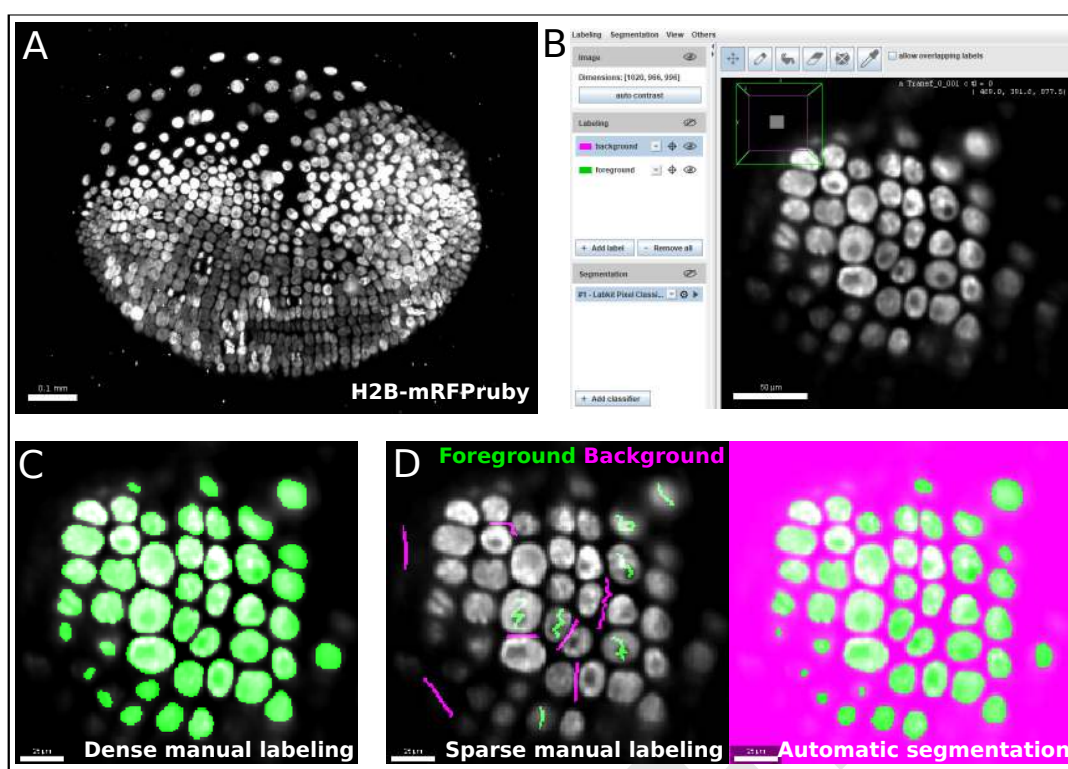 A
0.1 mm
H2B-mRFPruby
B
Labeling Segmentation View Others
Image
Dimensions: [1020, 966, 996]
auto contrast
Labeling
background
foreground
+ Add label
- Remove all
Segmentation
#1 - Labkit Pixel Classi...
+ Add classifier
allow overlapping labels
50 µm
C
Dense manual labeling
D
Foreground Background
Sparse manual labeling
Automatic segmentation